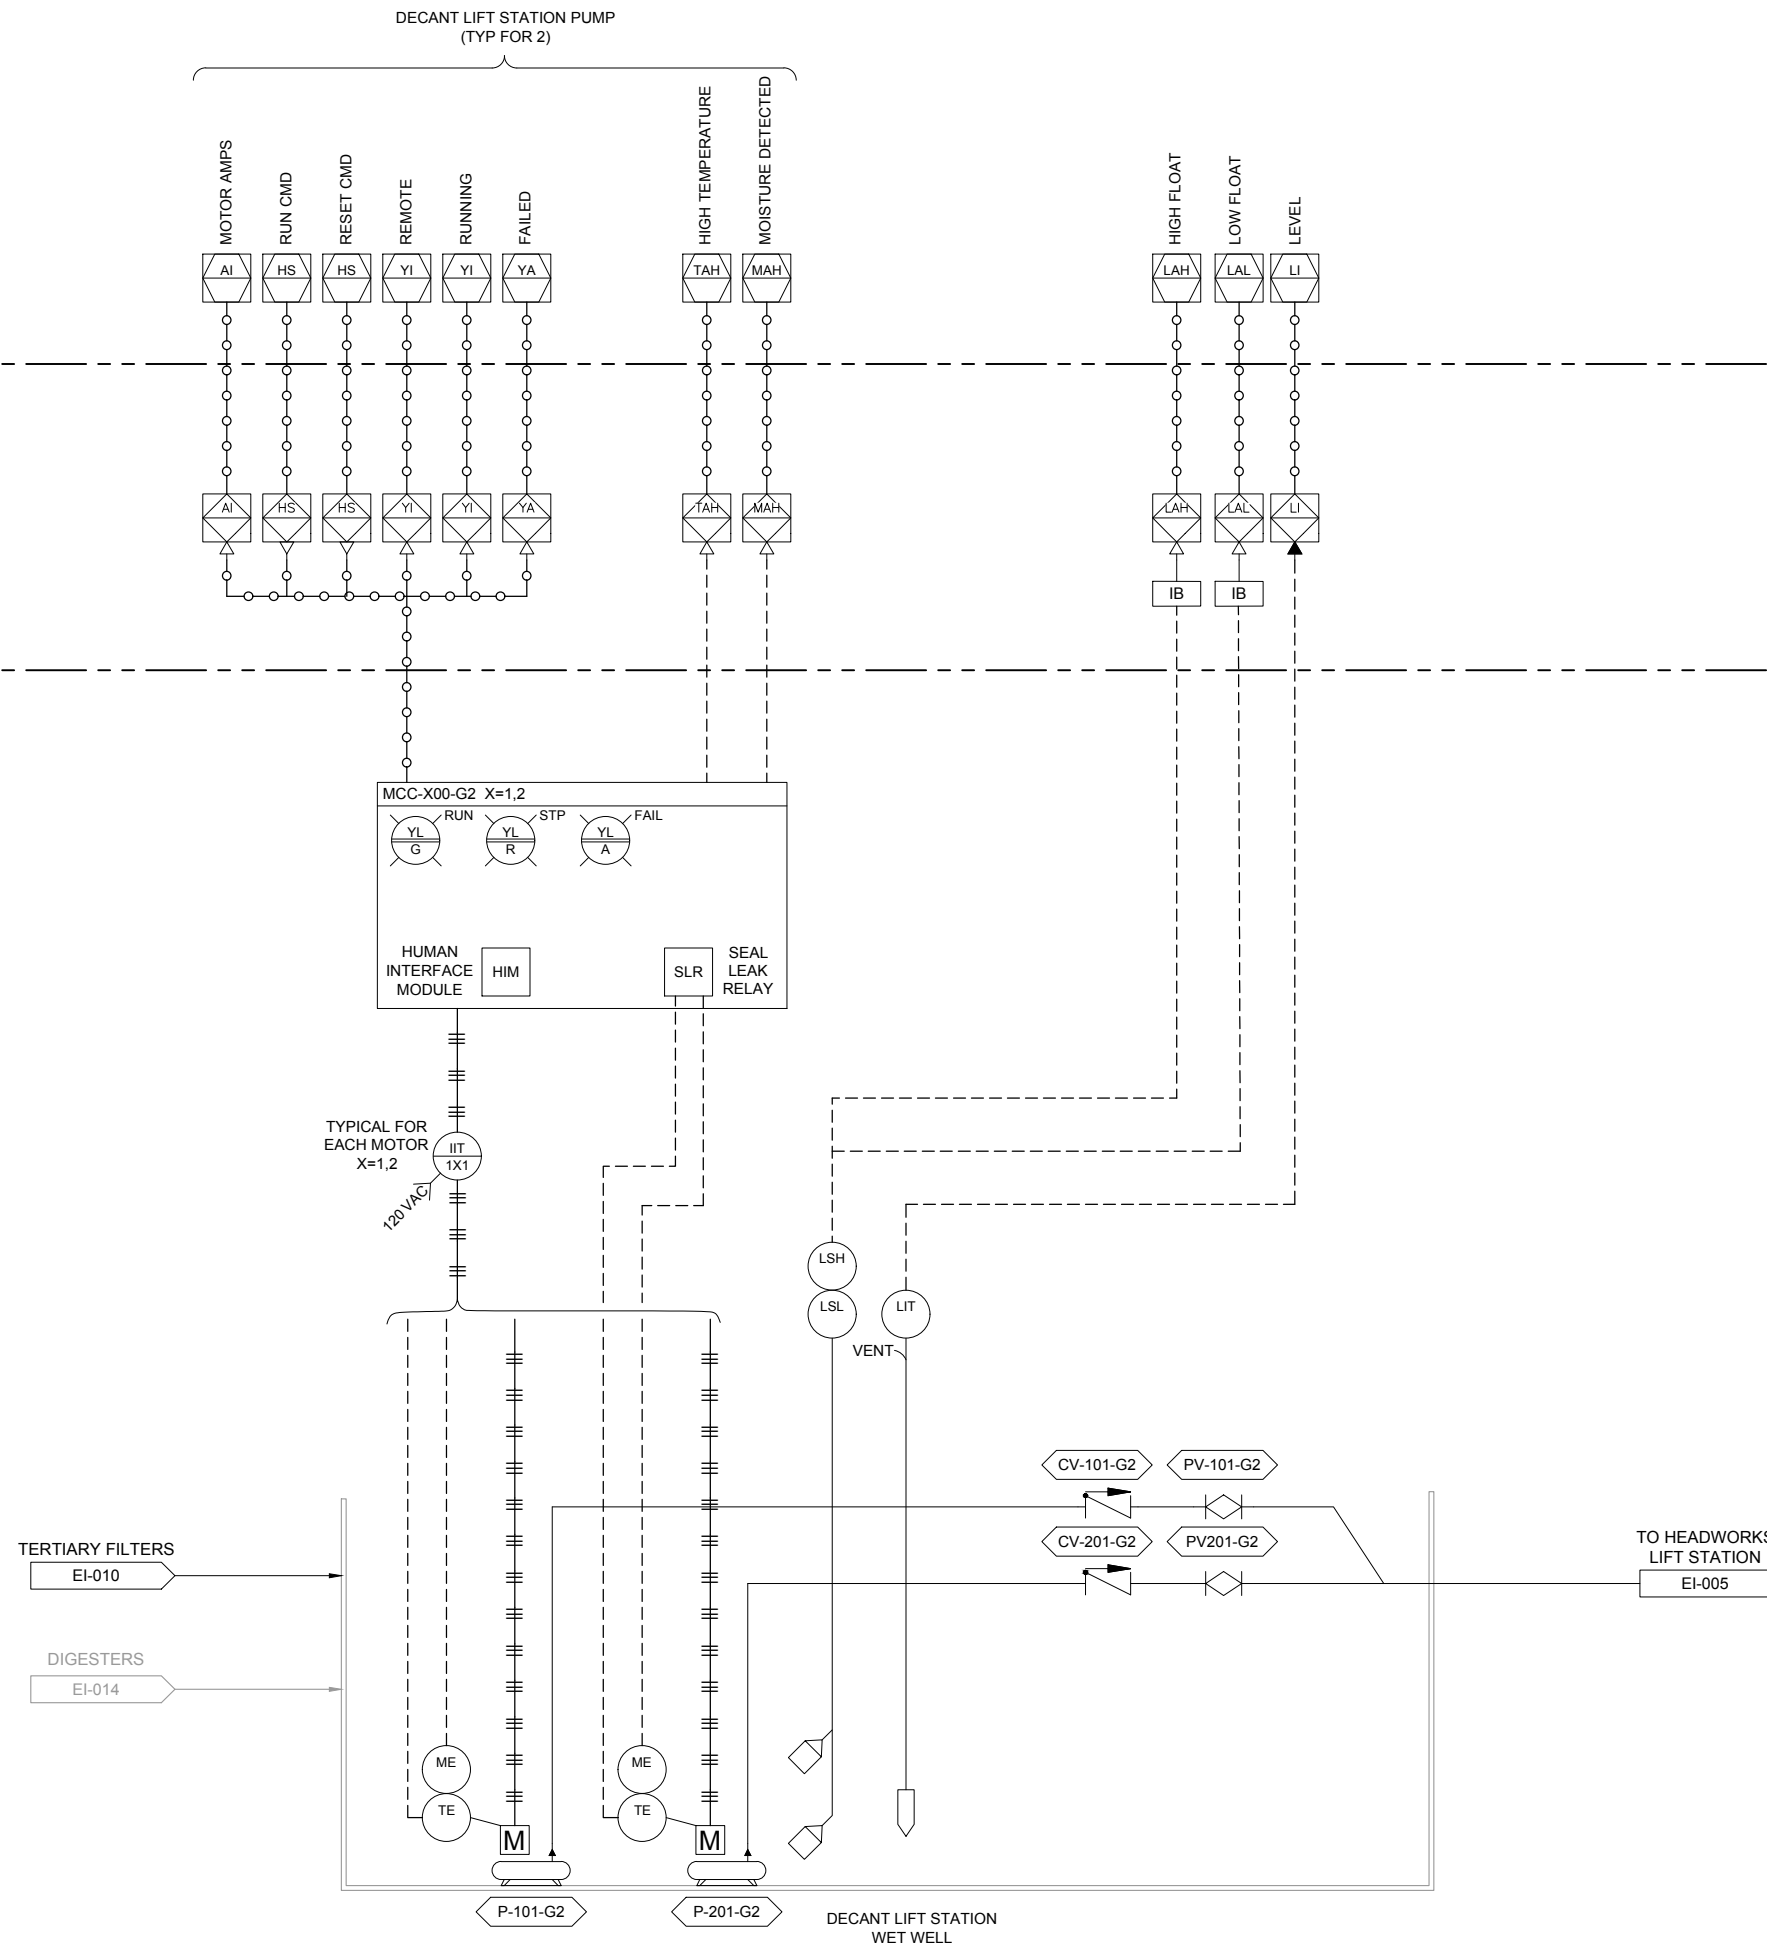 DECANT LIFT STATION PUMP
(TYP FOR 2)
MOTOR AMPS
RUN CMD
RESET CMD
REMOTE
RUNNING
FAILED
HIGH TEMPERATURE
MOISTURE DETECTED
HIGH FLOAT
LOW FLOAT
LEVEL
AI
HS
HS
YI
YI
YA
TAH
MAH
LAH
LAL
LI
AI
HS
HS
YI
YI
YA
TAH
MAH
LAH
LAL
LI
IB
IB
MCC-X00-G2 X=1,2
YL
G
RUN
YL
R
STP
YL
A
FAIL
HUMAN
INTERFACE
MODULE
HIM
SLR
SEAL
LEAK
RELAY
TYPICAL FOR
EACH MOTOR
X=1,2
IIT
1X1
120 VAC
LSH
LSL
LIT
VENT
CV-101-G2
PV-101-G2
CV-201-G2
PV201-G2
TERTIARY FILTERS
EI-010
TO HEADWORKS
LIFT STATION
EI-005
DIGESTERS
EI-014
ME
TE
M
ME
TE
M
P-101-G2
P-201-G2
DECANT LIFT STATION
WET WELL